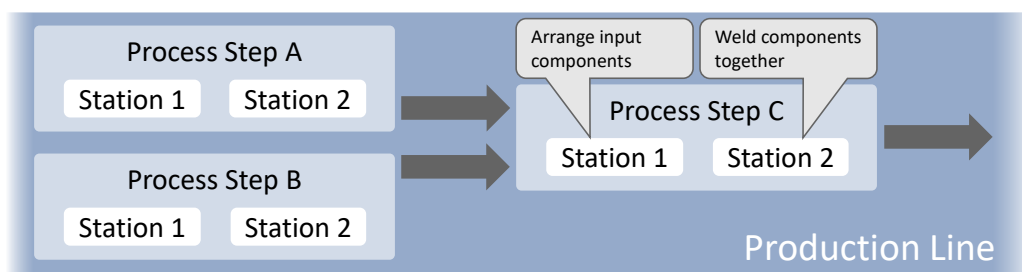 Process Step A
Station 1
Station 2
Process Step B
Station 1
Station 2
Arrange input
components
Weld components
together
Process Step C
Station 1
Station 2
Production Line